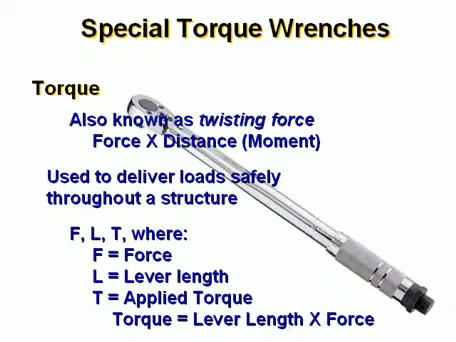 Special Torque Wrenches
Torque
Also known as twisting force
Force X Distance (Moment)
Used to deliver loads safely
throughout a structure
F, L, T, where:
F = Force
L = Lever length
T = Applied Torque
Torque = Lever Length X Force